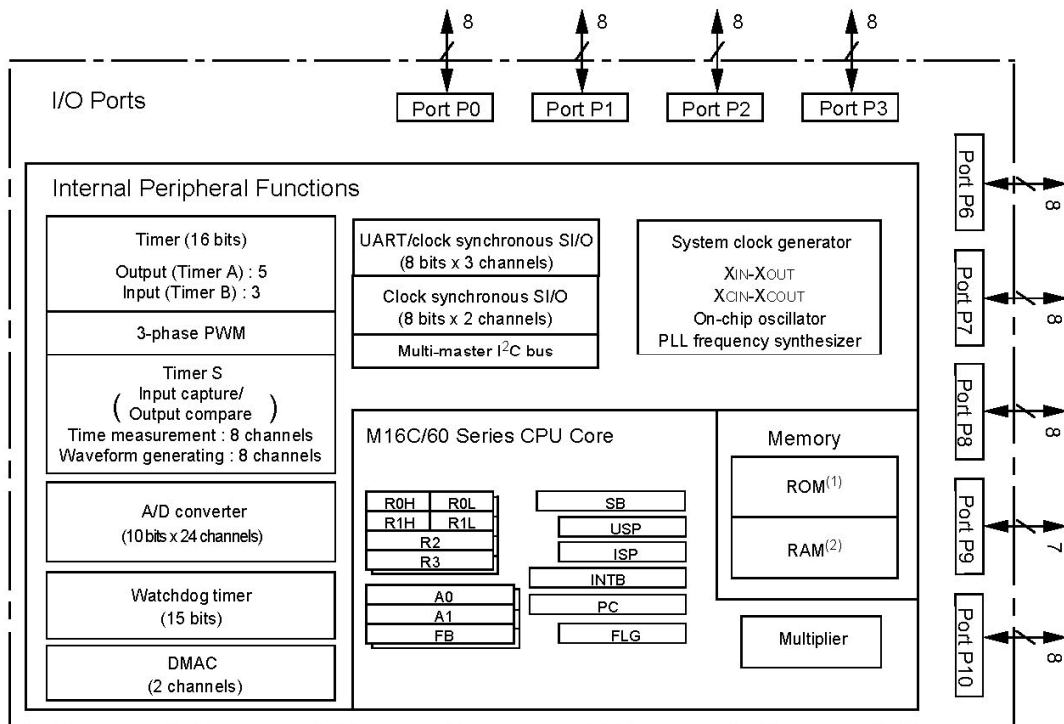 8
8
8
8
I/O Ports
Port P0
Port P1
Port P2
Port P3
Internal Peripheral Functions
Timer (16 bits)
Output (Timer A) : 5
Input (Timer B) : 3
3-phase PWM
Timer S
( Input capture/
Output compare )
Time measurement : 8 channels
Waveform generating : 8 channels
A/D converter
(10 bits x 24 channels)
Watchdog timer
(15 bits)
DMAC
(2 channels)
UART/clock synchronous SI/O
(8 bits x 3 channels)
Clock synchronous SI/O
(8 bits x 2 channels)
Multi-master I²C bus
System clock generator
XIN-XOUT
XCIN-XCOUT
On-chip oscillator
PLL frequency synthesizer
M16C/60 Series CPU Core
R0H R0L
R1H R1L
R2
R3
A0
A1
FB
SB
USP
ISP
INTB
PC
FLG
Memory
ROM(1)
RAM(2)
Multiplier
Port P6
8
Port P7
8
Port P8
8
Port P9
7
Port P10
8